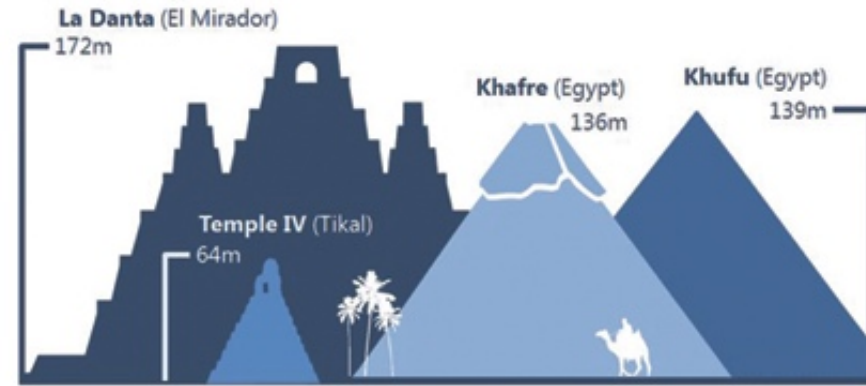 La Danta (El Mirador)
172m
Khafre (Egypt)
136m
Khufu (Egypt)
139m
Temple IV (Tikal)
64m